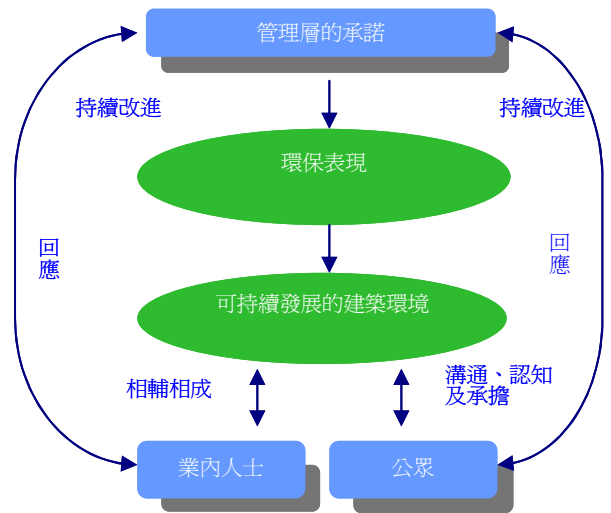 管理層的承諾
持續改進
持續改進
環保表現
回
應
回
應
可持續發展的建築環境
相輔相成
溝通、認知
及承擔
業內人士
公眾